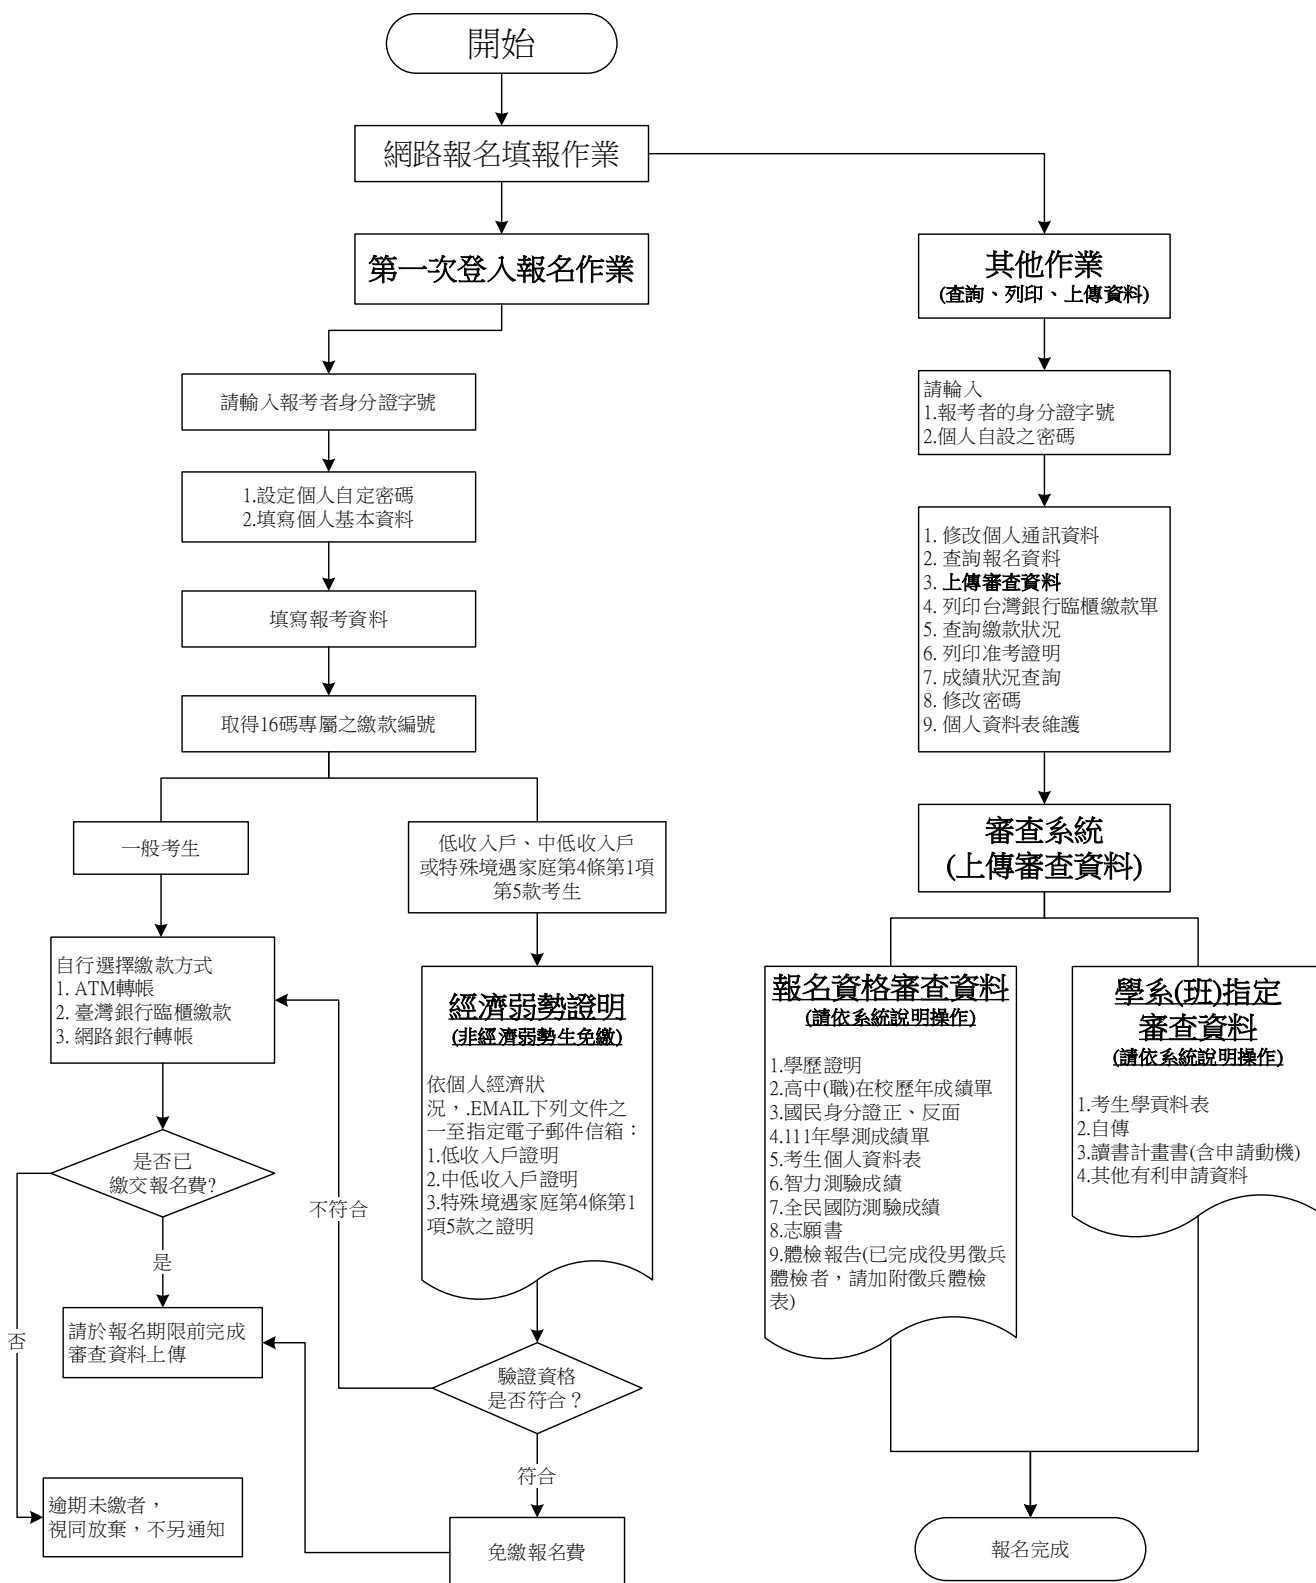 開始
網路報名填報作業
第一次登入報名作業
請輸入報考者身分證字號
1.設定個人自定密碼
2.填寫個人基本資料
填寫報考資料
取得16碼專屬之繳款編號
一般考生
低收入戶、中低收入戶
或特殊境遇家庭第4條第1項
第5款考生
自行選擇繳款方式
1. ATM轉帳
2. 臺灣銀行臨櫃繳款
3. 網路銀行轉帳
經濟弱勢證明
(非經濟弱勢生免繳)
依個人經濟狀
況，.EMAIL下列文件之
一至指定電子郵件信箱：
1.低收入戶證明
2.中低收入戶證明
3.特殊境遇家庭第4條第1
項5款之證明
是否已
繳交報名費?
不符合
是
否
請於報名期限前完成
審查資料上傳
驗證資格
是否符合？
符合
逾期未繳者，
視同放棄，不另通知
免繳報名費
其他作業
(查詢、列印、上傳資料)
請輸入
1.報考者的身分證字號
2.個人自設之密碼
1. 修改個人通訊資料
2. 查詢報名資料
3. 上傳審查資料
4. 列印台灣銀行臨櫃繳款單
5. 查詢繳款狀況
6. 列印准考證明
7. 成績狀況查詢
8. 修改密碼
9. 個人資料表維護
審查系統
(上傳審查資料)
報名資格審查資料
(請依系統說明操作)
1.學歷證明
2.高中(職)在校歷年成績單
3.國民身分證正、反面
4.111年學測成績單
5.考生個人資料表
6.智力測驗成績
7.全民國防測驗成績
8.志願書
9.體檢報告(已完成役男徵兵
體檢者，請加附徵兵體檢
表)
學系(班)指定
審查資料
(請依系統說明操作)
1.考生學貢料表
2.自傳
3.讀書計畫書(含申請動機)
4.其他有利申請資料
報名完成